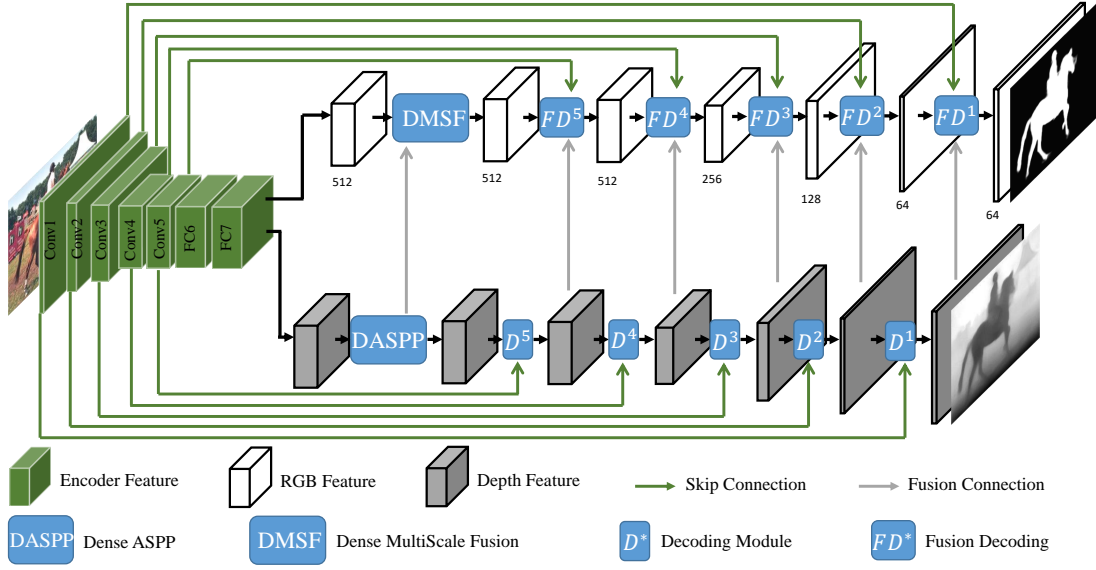 DMSF
FD⁵
FD⁴
FD³
FD²
FD¹
512
512
512
256
128
64
64
Conv1
Conv2
Conv3
Conv4
Conv5
FC6
FC7
DASPP
D⁵
D⁴
D³
D²
D¹
Encoder Feature
RGB Feature
Depth Feature
Skip Connection
Fusion Connection
DASPP
Dense ASPP
DMSF
Dense MultiScale Fusion
D*
Decoding Module
FD*
Fusion Decoding